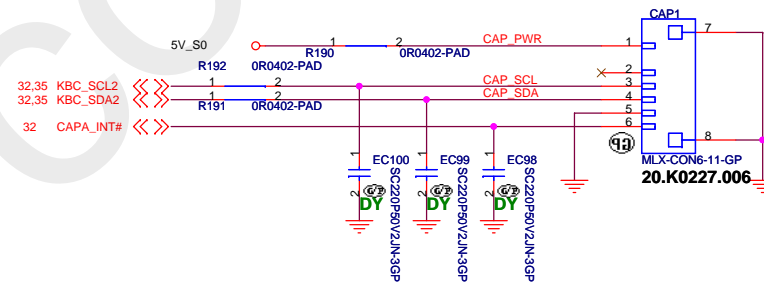 CAP1
7
5V_S0
1
2
CAP_PWR
1
R190
0R0402-PAD
R192
0R0402-PAD
2
32,35 KBC_SCL2
1
2
CAP_SCL
3
32,35 KBC_SDA2
1
2
CAP_SDA
4
R191
0R0402-PAD
5
32 CAPA_INT#
6
8
GP
MLX-CON6-11-GP
20.K0227.006
1
EC100
1
EC99
1
EC98
2
2
2
DY
DY
DY
SC220P50V2JN-3GP
SC220P50V2JN-3GP
SC220P50V2JN-3GP